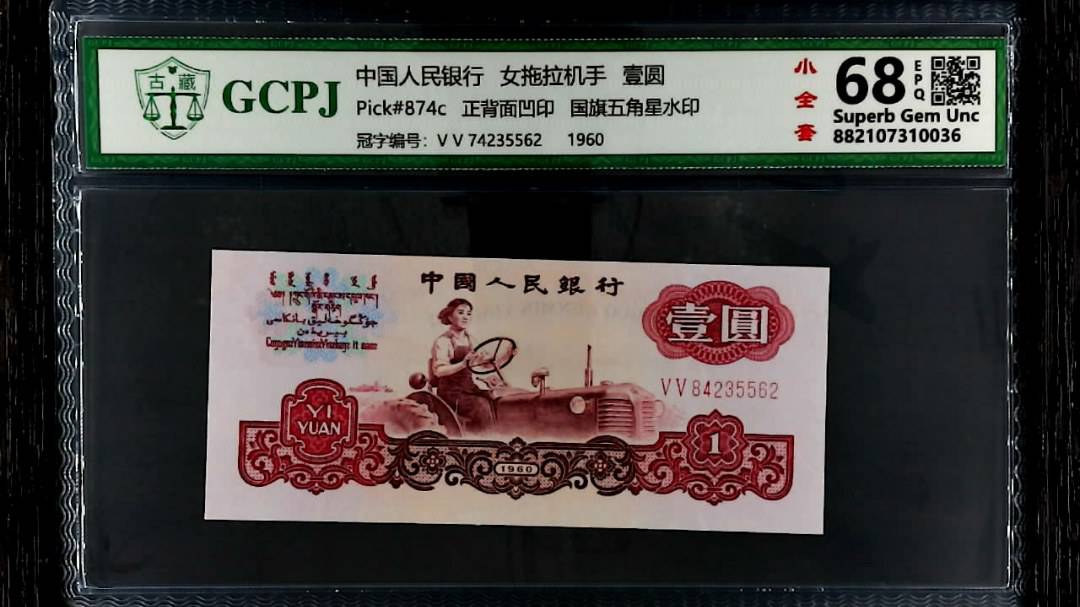 古藏
GCPJ
中国人民银行 女拖拉机手 壹圆
Pick#874c 正背面凹印 国旗五角星水印
冠字编号: V V 74235562 1960
小全套
68
EPQ
Superb Gem Unc
882107310036
中國人民銀行
壹圓
V V 84235562
YI
YUAN
1960
1